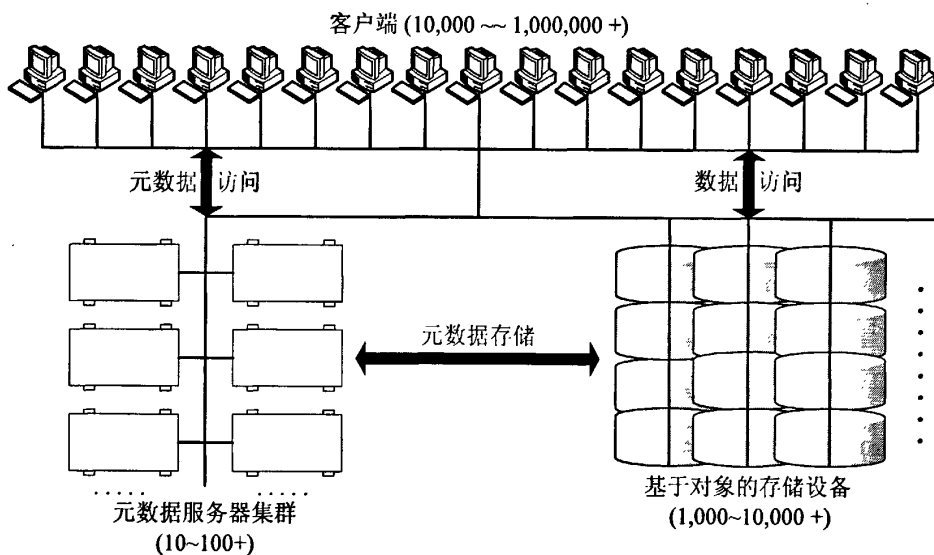 客户端 (10,000 ~~ 1,000,000 +)
元数据 访问
数据 访问
元数据存储
元数据服务器集群
(10~100+)
基于对象的存储设备
(1,000~10,000 +)